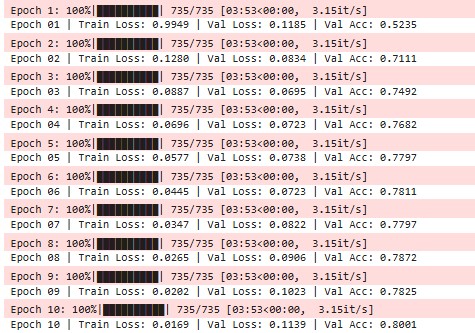 Epoch 1: 100%|██████████| 735/735 [03:53<00:00,  3.15it/s]
Epoch 01 | Train Loss: 0.9949 | Val Loss: 0.1185 | Val Acc: 0.5235
Epoch 2: 100%|██████████| 735/735 [03:53<00:00,  3.15it/s]
Epoch 02 | Train Loss: 0.1280 | Val Loss: 0.0834 | Val Acc: 0.7111
Epoch 3: 100%|██████████| 735/735 [03:53<00:00,  3.15it/s]
Epoch 03 | Train Loss: 0.0887 | Val Loss: 0.0695 | Val Acc: 0.7492
Epoch 4: 100%|██████████| 735/735 [03:53<00:00,  3.15it/s]
Epoch 04 | Train Loss: 0.0696 | Val Loss: 0.0723 | Val Acc: 0.7682
Epoch 5: 100%|██████████| 735/735 [03:53<00:00,  3.15it/s]
Epoch 05 | Train Loss: 0.0577 | Val Loss: 0.0738 | Val Acc: 0.7797
Epoch 6: 100%|██████████| 735/735 [03:53<00:00,  3.15it/s]
Epoch 06 | Train Loss: 0.0445 | Val Loss: 0.0723 | Val Acc: 0.7811
Epoch 7: 100%|██████████| 735/735 [03:53<00:00,  3.15it/s]
Epoch 07 | Train Loss: 0.0347 | Val Loss: 0.0822 | Val Acc: 0.7797
Epoch 8: 100%|██████████| 735/735 [03:53<00:00,  3.15it/s]
Epoch 08 | Train Loss: 0.0265 | Val Loss: 0.0906 | Val Acc: 0.7872
Epoch 9: 100%|██████████| 735/735 [03:53<00:00,  3.15it/s]
Epoch 09 | Train Loss: 0.0202 | Val Loss: 0.1023 | Val Acc: 0.7825
Epoch 10: 100%|██████████| 735/735 [03:53<00:00,  3.15it/s]
Epoch 10 | Train Loss: 0.0169 | Val Loss: 0.1139 | Val Acc: 0.8001